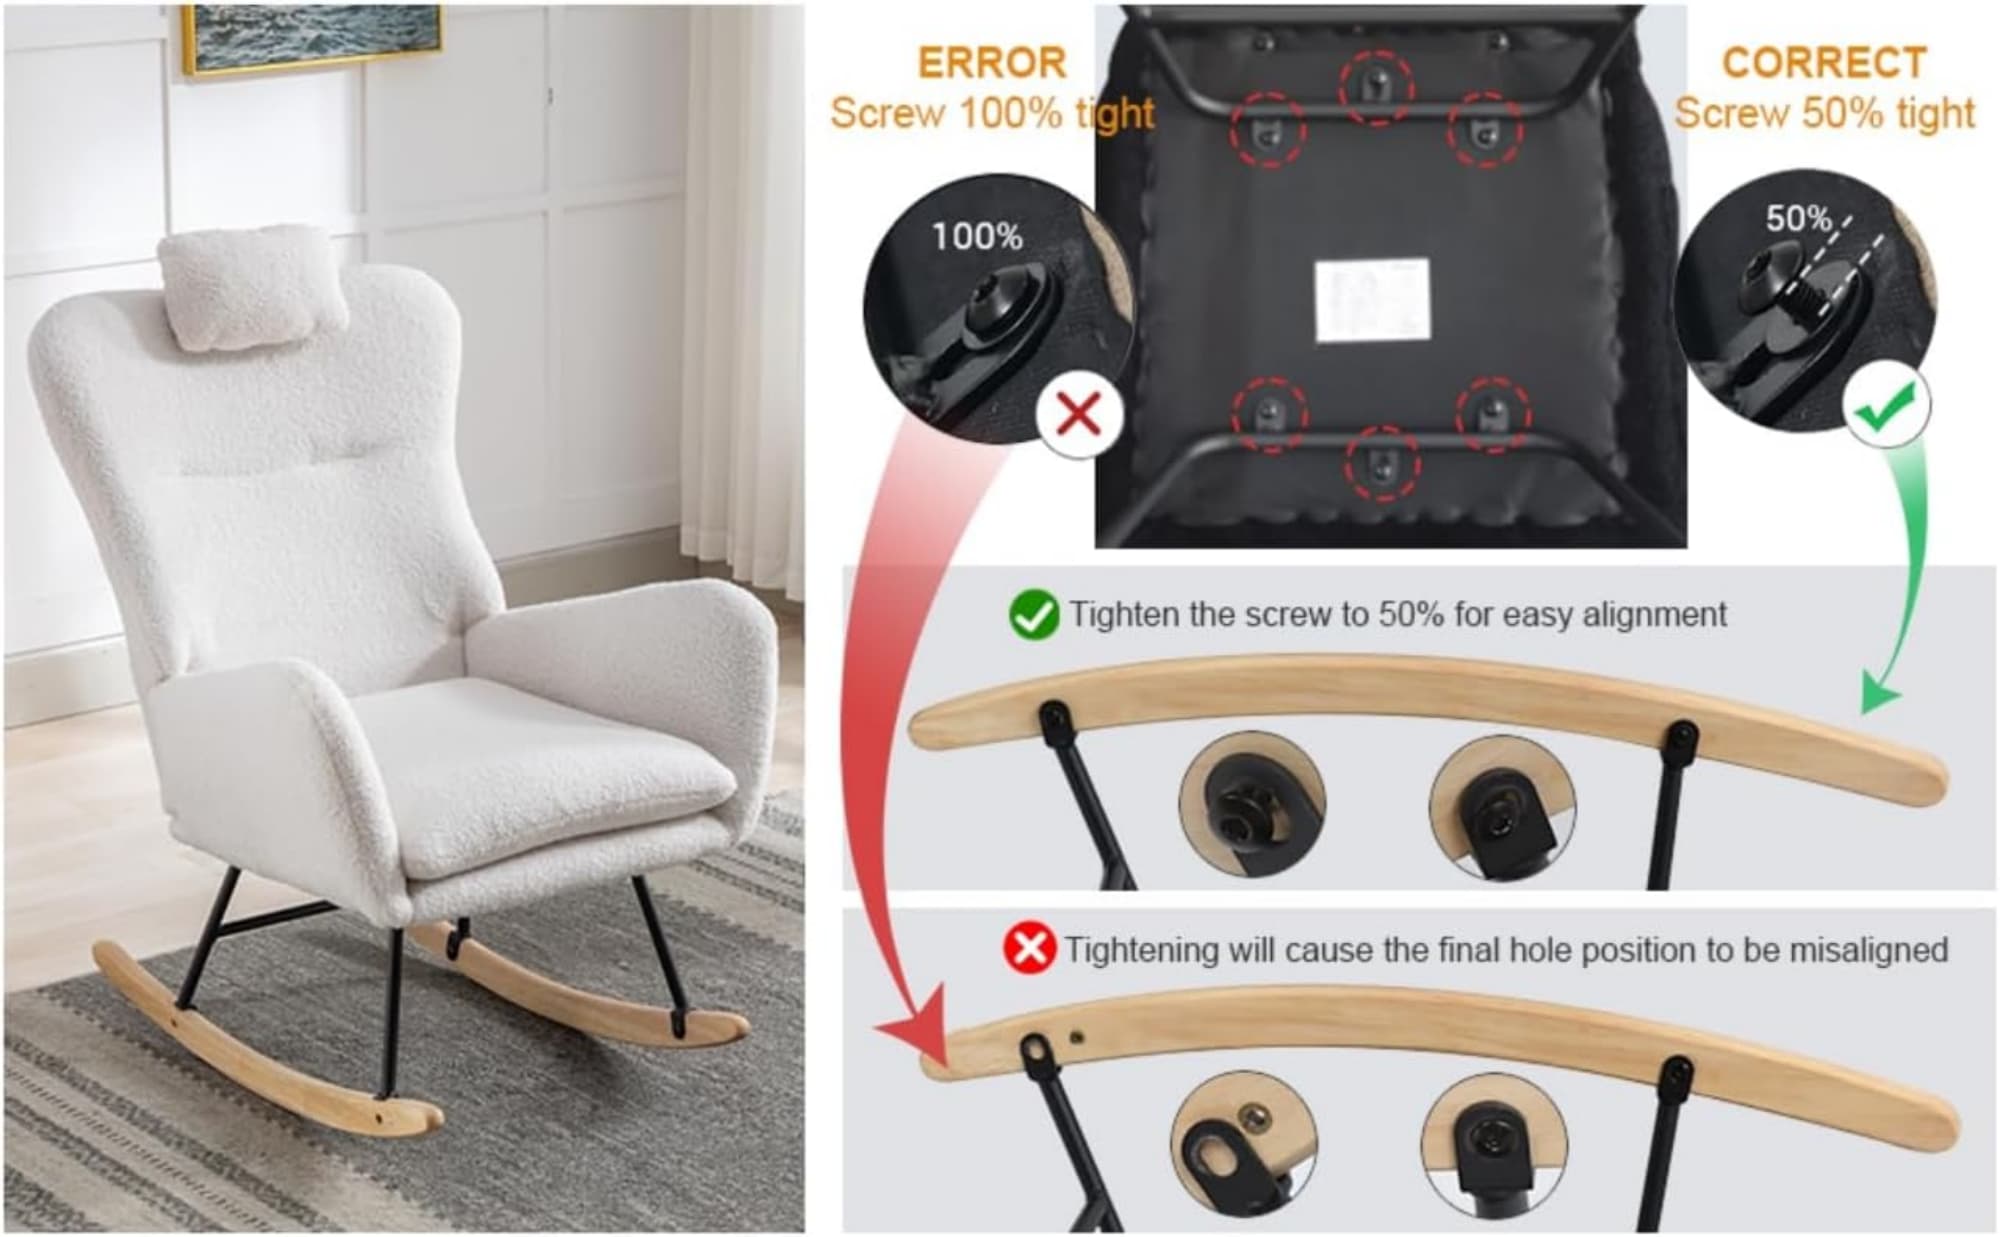 ERROR
Screw 100% tight
CORRECT
Screw 50% tight
100%
50%
Tighten the screw to 50% for easy alignment
Tightening will cause the final hole position to be misaligned